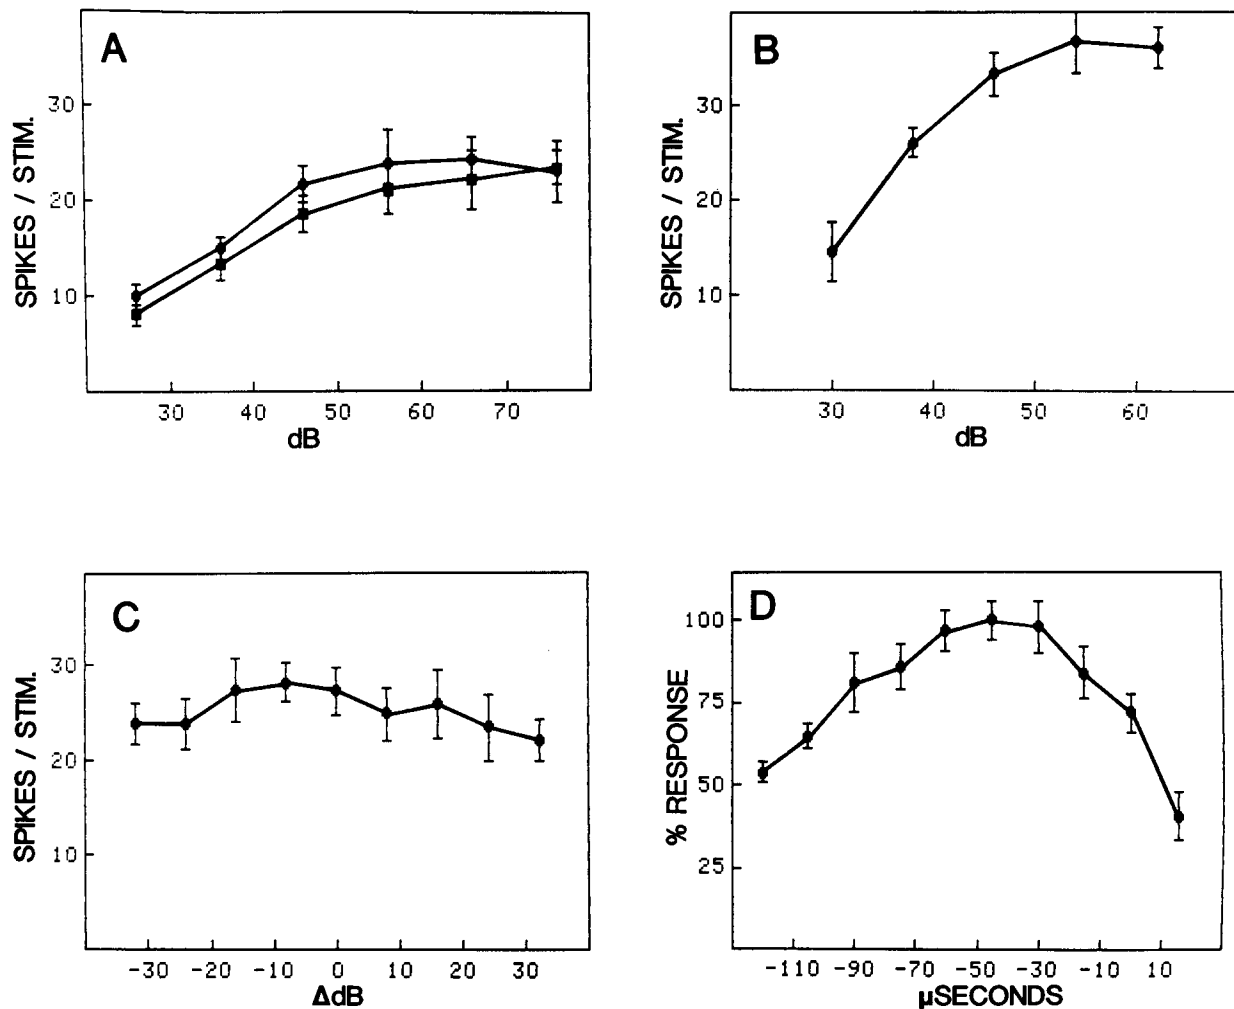 A
SPIKES / STIM.
30
20
10
30 40 50 60 70
dB
B
SPIKES / STIM.
30
20
10
30 40 50 60
dB
C
SPIKES / STIM.
30
20
10
-30 -20 -10 0 10 20 30
ΔdB
D
% RESPONSE
100
75
50
25
-110 -90 -70 -50 -30 -10 10
µSECONDS